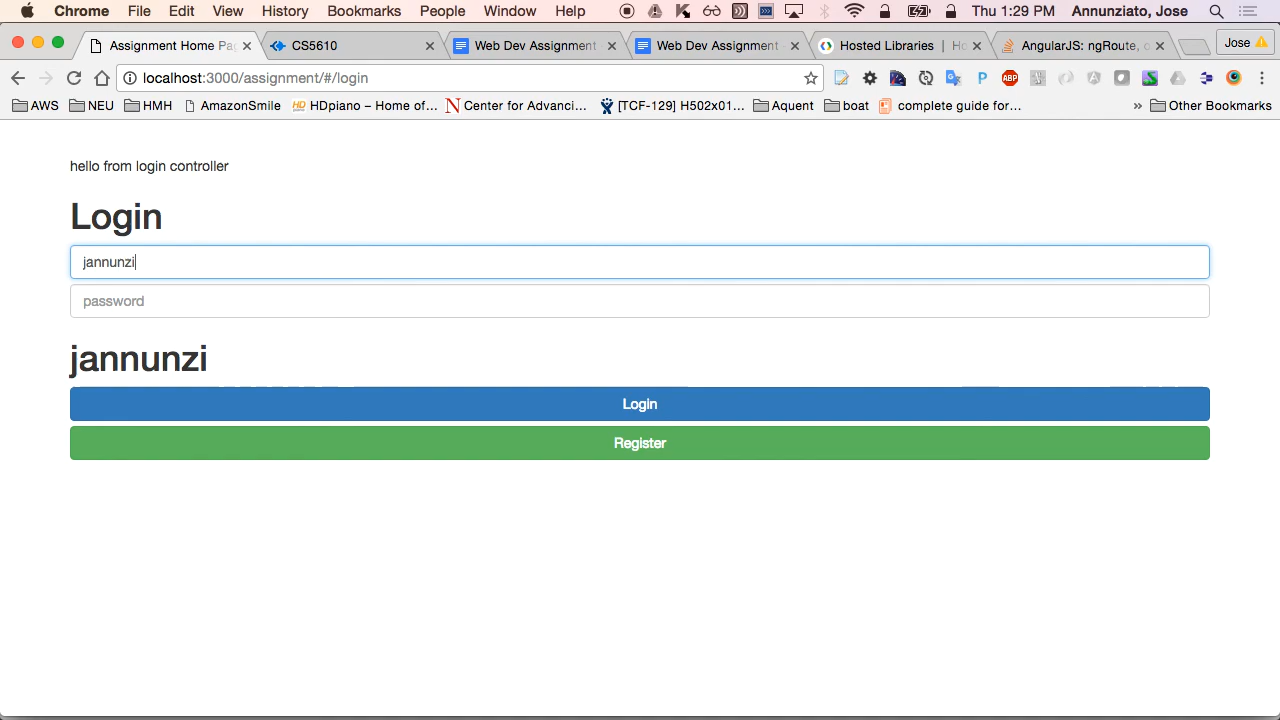 Chrome File Edit View History Bookmarks People Window Help Thu 1:29 PM Annunziato, Jose
Assignment Home Pa CS5610 Web Dev Assignment Web Dev Assignment Hosted Libraries | Ho AngularJS: ngRoute, Jose
localhost:3000/assignment/#/login
AWS NEU HMH AmazonSmile HDpiano – Home of... Center for Advanci... [TCF-129] H502x01... Aquent boat complete guide for... » Other Bookmarks
hello from login controller
Login
jannunzi
password
jannunzi
Login
Register